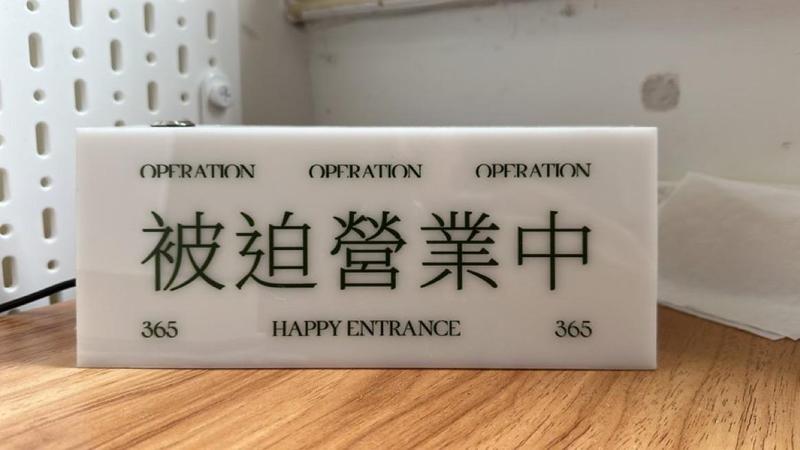 OPERATION OPERATION OPERATION
被迫營業中
365 HAPPY ENTRANCE 365